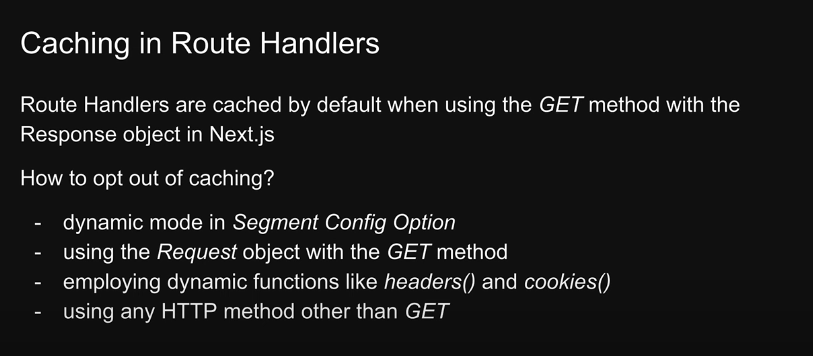 Caching in Route Handlers
Route Handlers are cached by default when using the GET method with the
Response object in Next.js
How to opt out of caching?
- dynamic mode in Segment Config Option
- using the Request object with the GET method
- employing dynamic functions like headers() and cookies()
- using any HTTP method other than GET